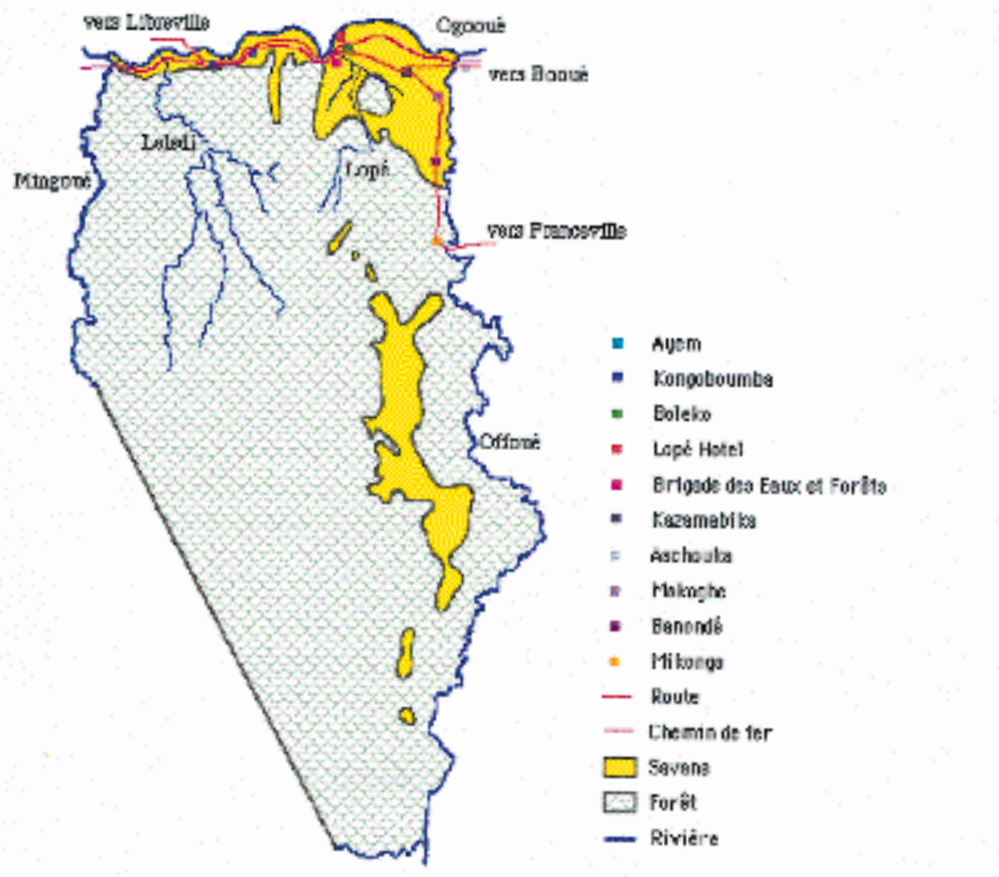 vers Libreville
Ogooué
vers Booué
Leledi
Lopé
Mingoué
vers Franceville
Offoué
Ayem
Kongoboumba
Boleko
Lopé Hotel
Brigade des Eaux et Forêts
Kazamabika
Aschouka
Makoghe
Banondé
Mikongo
Route
Chemin de fer
Savane
Forêt
Rivière